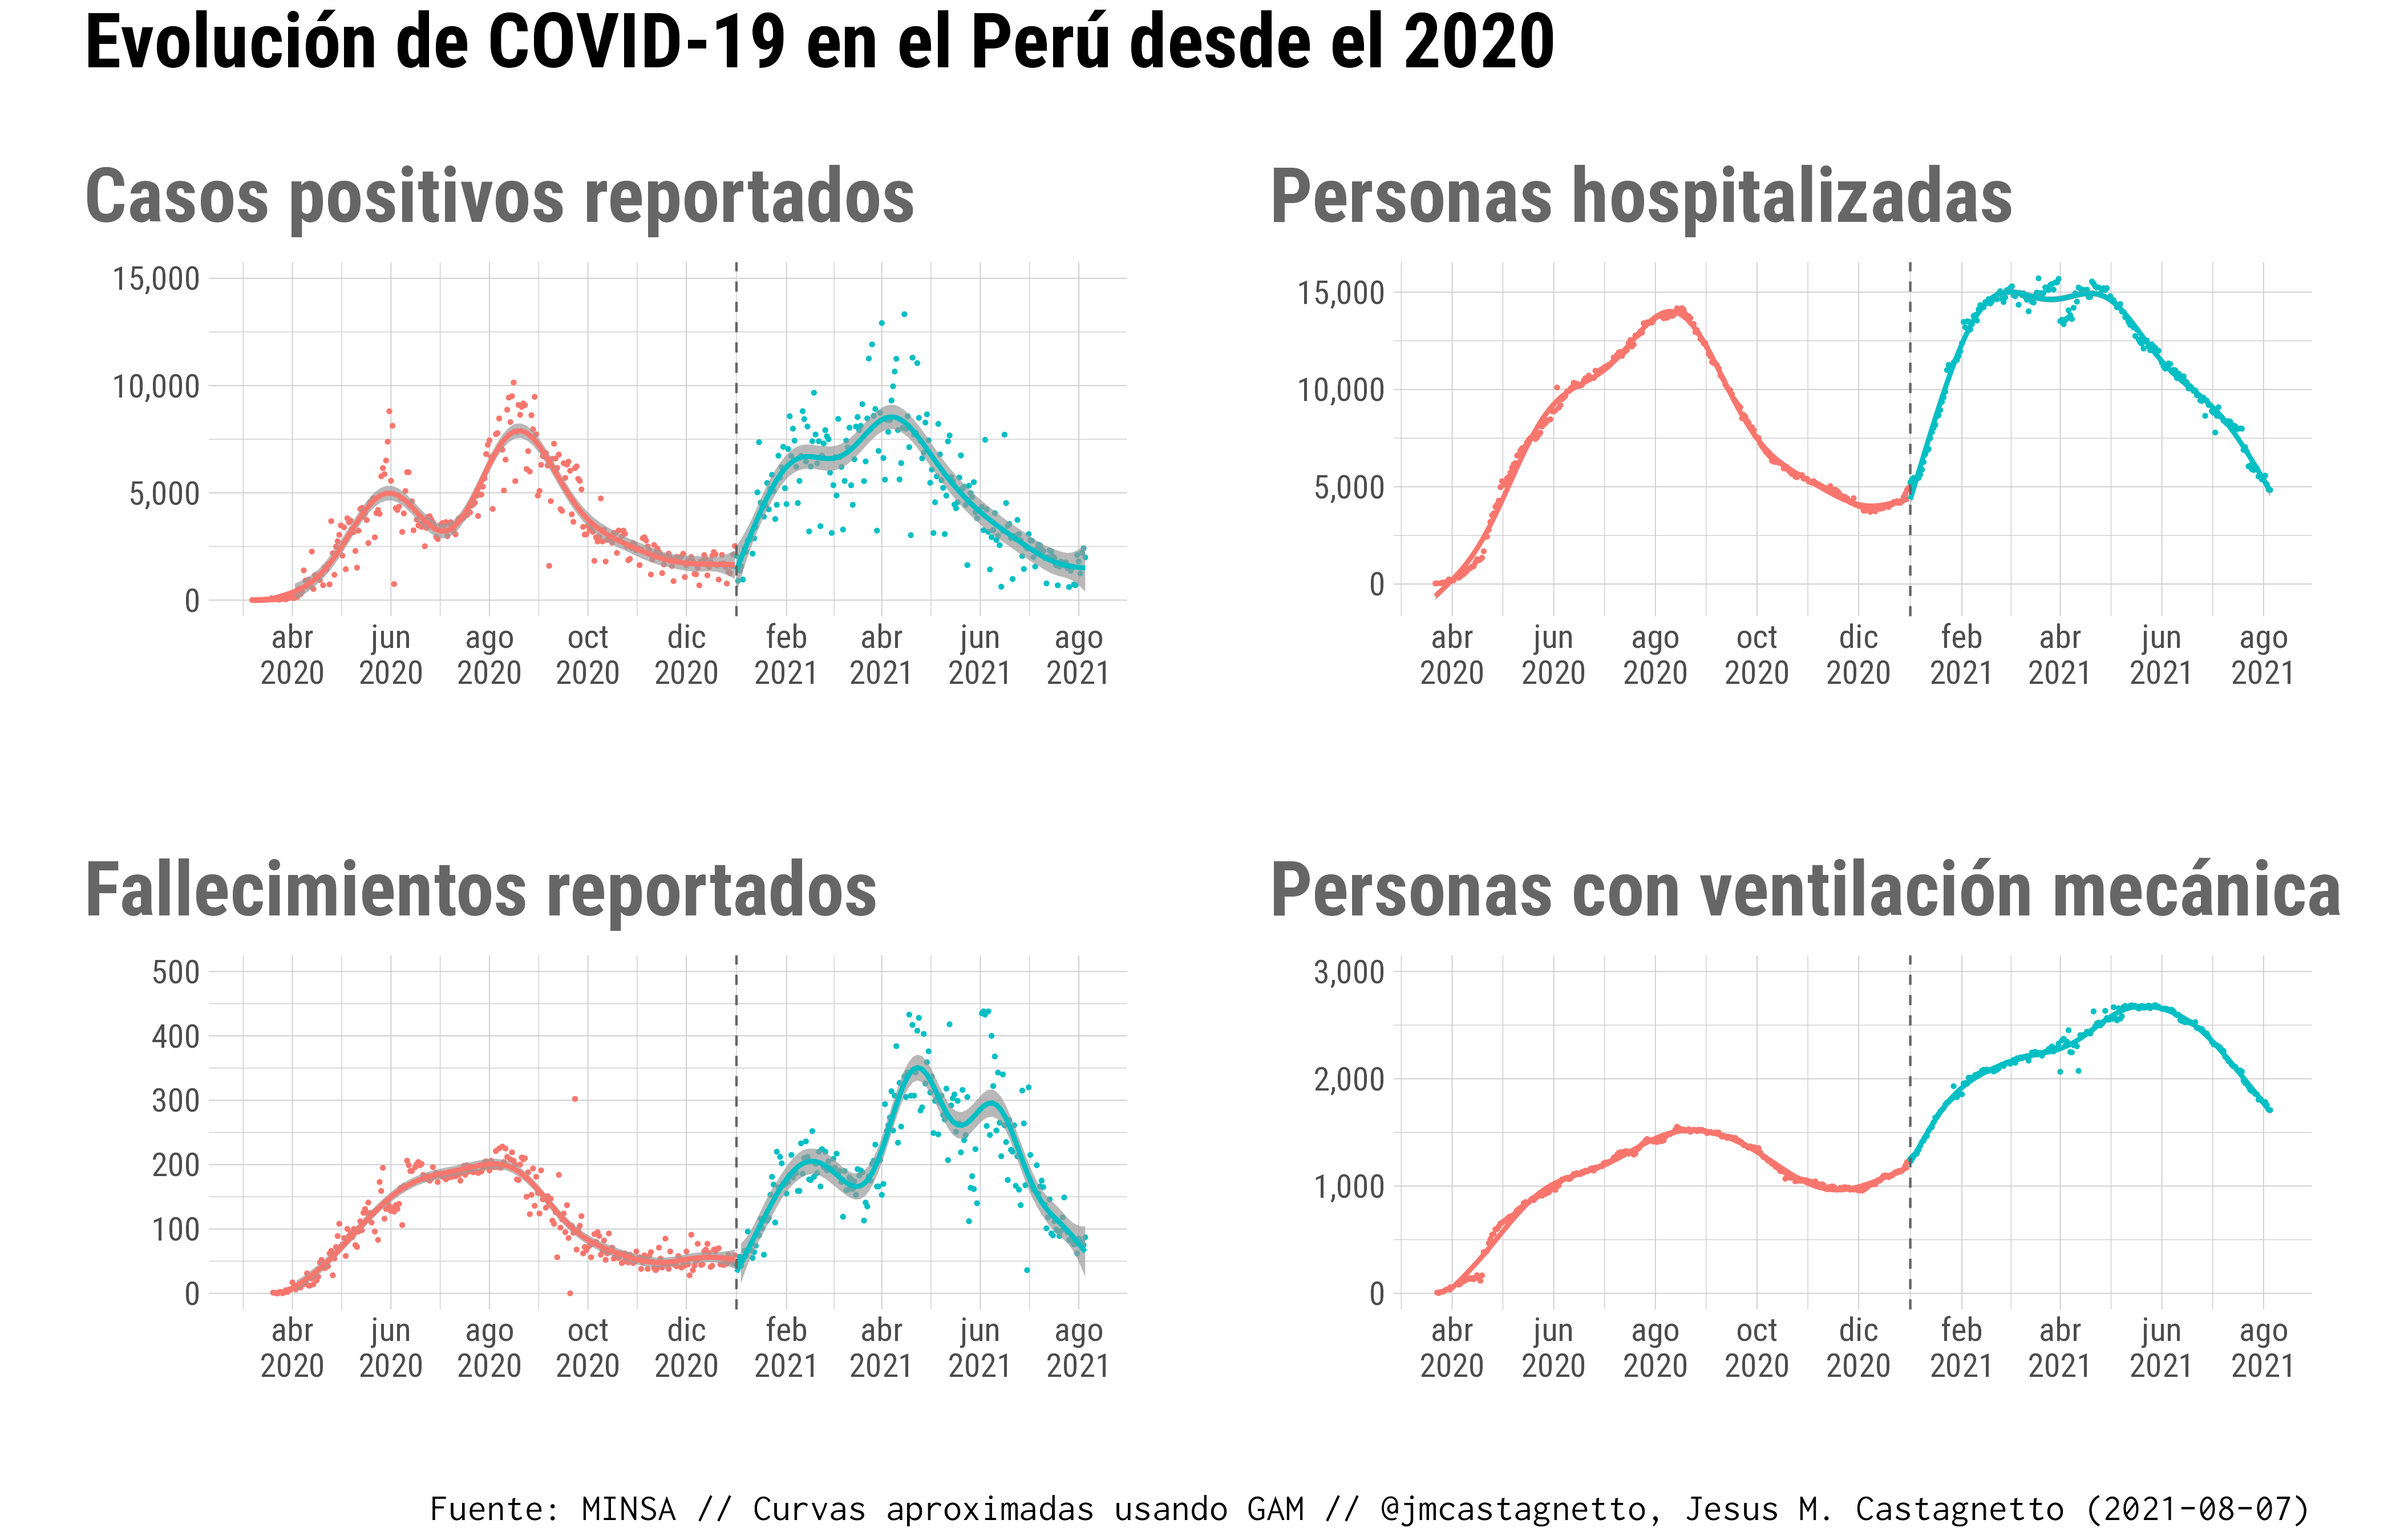 Evolución de COVID-19 en el Perú desde el 2020
Casos positivos reportados
15,000
10,000
5,000
0
abr jun ago oct dic feb abr jun ago
2020 2020 2020 2020 2020 2021 2021 2021 2021
Personas hospitalizadas
15,000
10,000
5,000
0
abr jun ago oct dic feb abr jun ago
2020 2020 2020 2020 2020 2021 2021 2021 2021
Fallecimientos reportados
500
400
300
200
100
0
abr jun ago oct dic feb abr jun ago
2020 2020 2020 2020 2020 2021 2021 2021 2021
Personas con ventilación mecánica
3,000
2,000
1,000
0
abr jun ago oct dic feb abr jun ago
2020 2020 2020 2020 2020 2021 2021 2021 2021
Fuente: MINSA // Curvas aproximadas usando GAM // @jmcastagnetto, Jesus M. Castagnetto (2021-08-07)